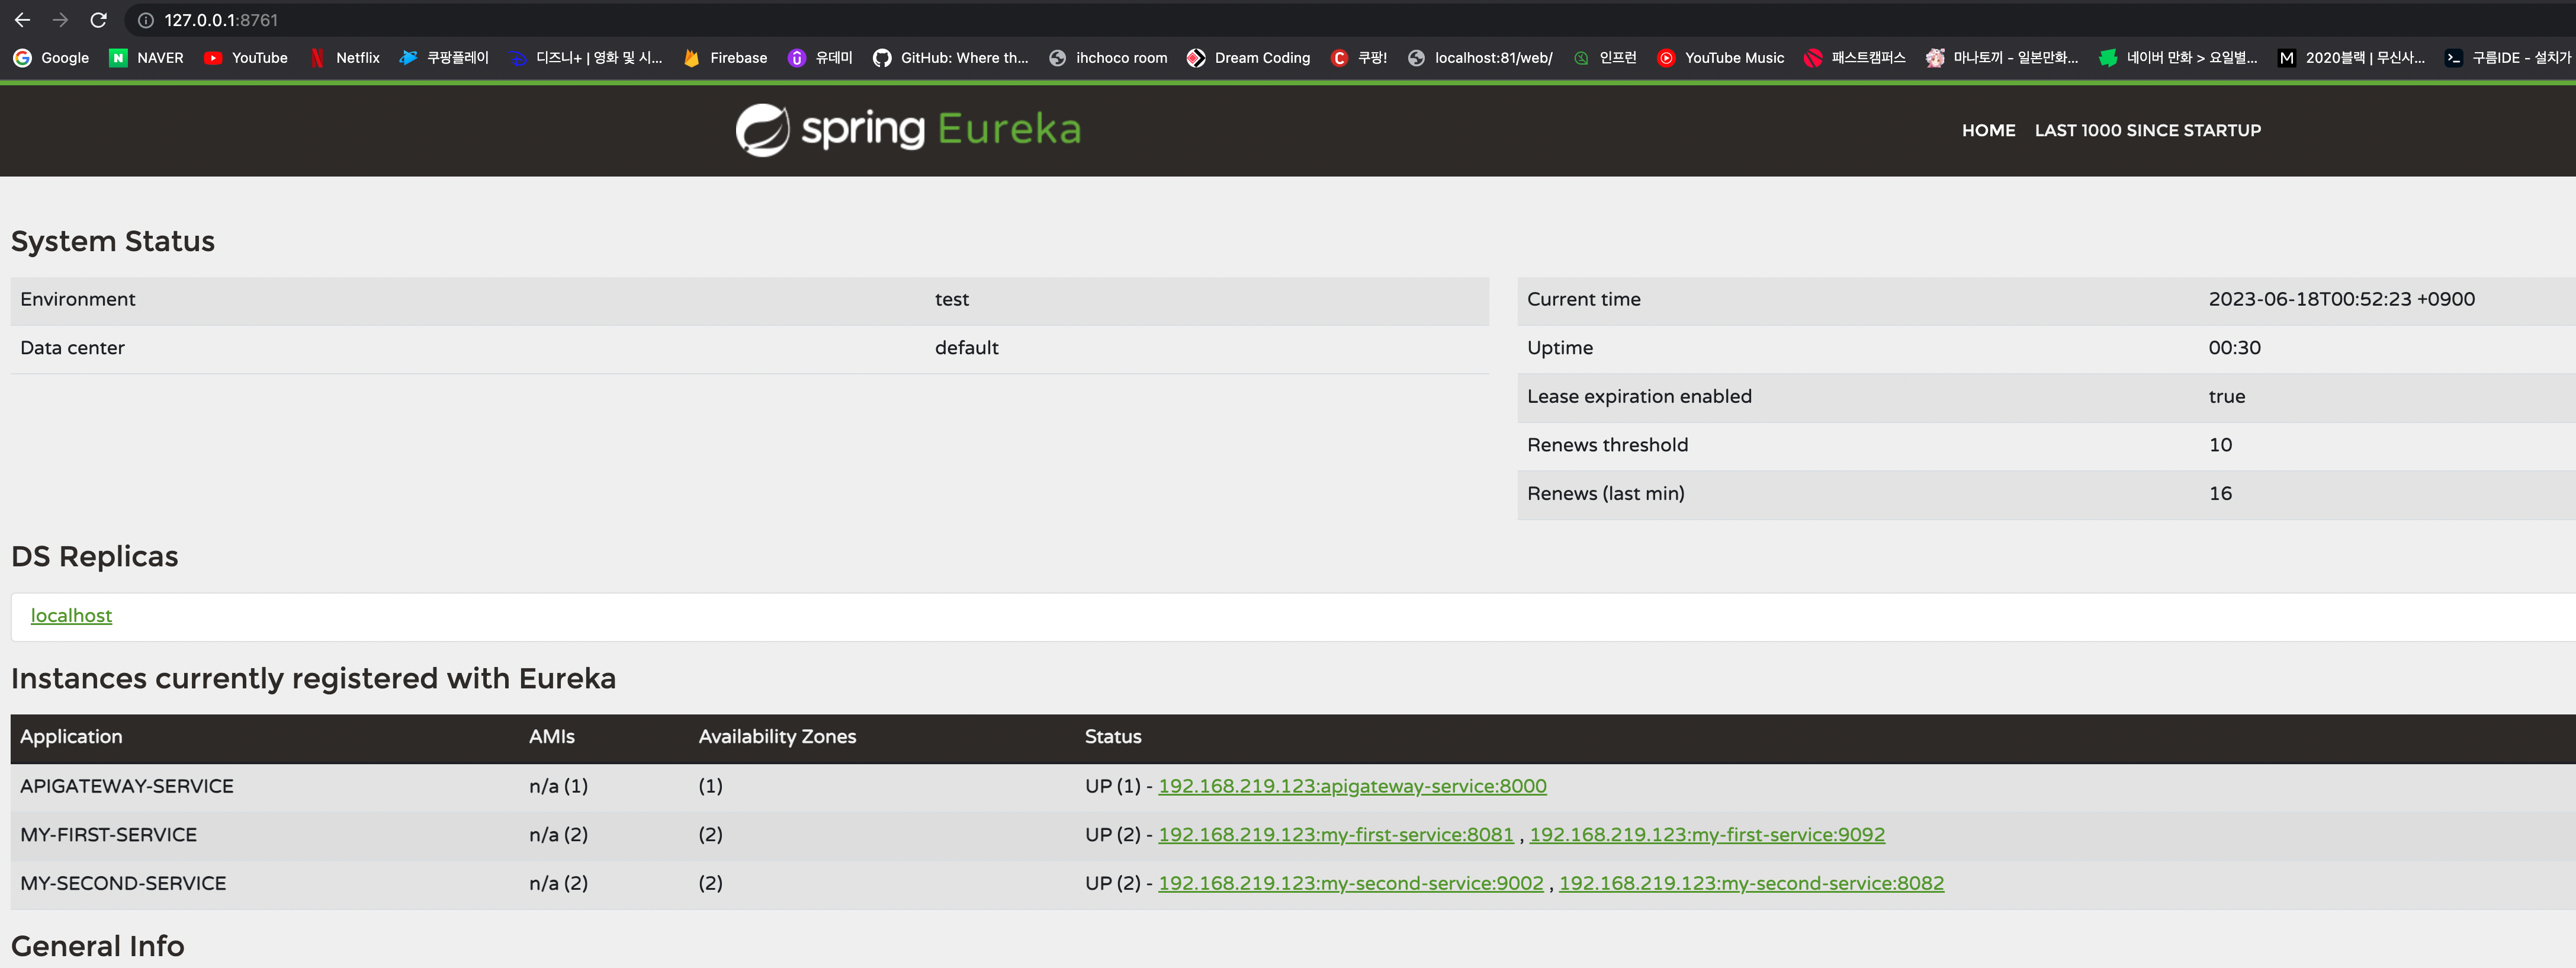 127.0.0.1:8761
Google NAVER YouTube Netflix 쿠팡플레이 디즈니+ | 영화 및 시... Firebase 유데미 GitHub: Where th... ihchoco room Dream Coding 쿠팡! localhost:81/web/ 인프런 YouTube Music 패스트캠퍼스 마나토끼 - 일본만화... 네이버 만화 > 요일별... 2020블랙 | 무신사... 구름IDE - 설치가
spring Eureka HOME LAST 1000 SINCE STARTUP
System Status
Environment test
Data center default
Current time 2023-06-18T00:52:23 +0900
Uptime 00:30
Lease expiration enabled true
Renews threshold 10
Renews (last min) 16
DS Replicas
localhost
Instances currently registered with Eureka
Application AMIs Availability Zones Status
APIGATEWAY-SERVICE n/a (1) (1) UP (1) - 192.168.219.123:apigateway-service:8000
MY-FIRST-SERVICE n/a (2) (2) UP (2) - 192.168.219.123:my-first-service:8081 , 192.168.219.123:my-first-service:9092
MY-SECOND-SERVICE n/a (2) (2) UP (2) - 192.168.219.123:my-second-service:9002 , 192.168.219.123:my-second-service:8082
General Info